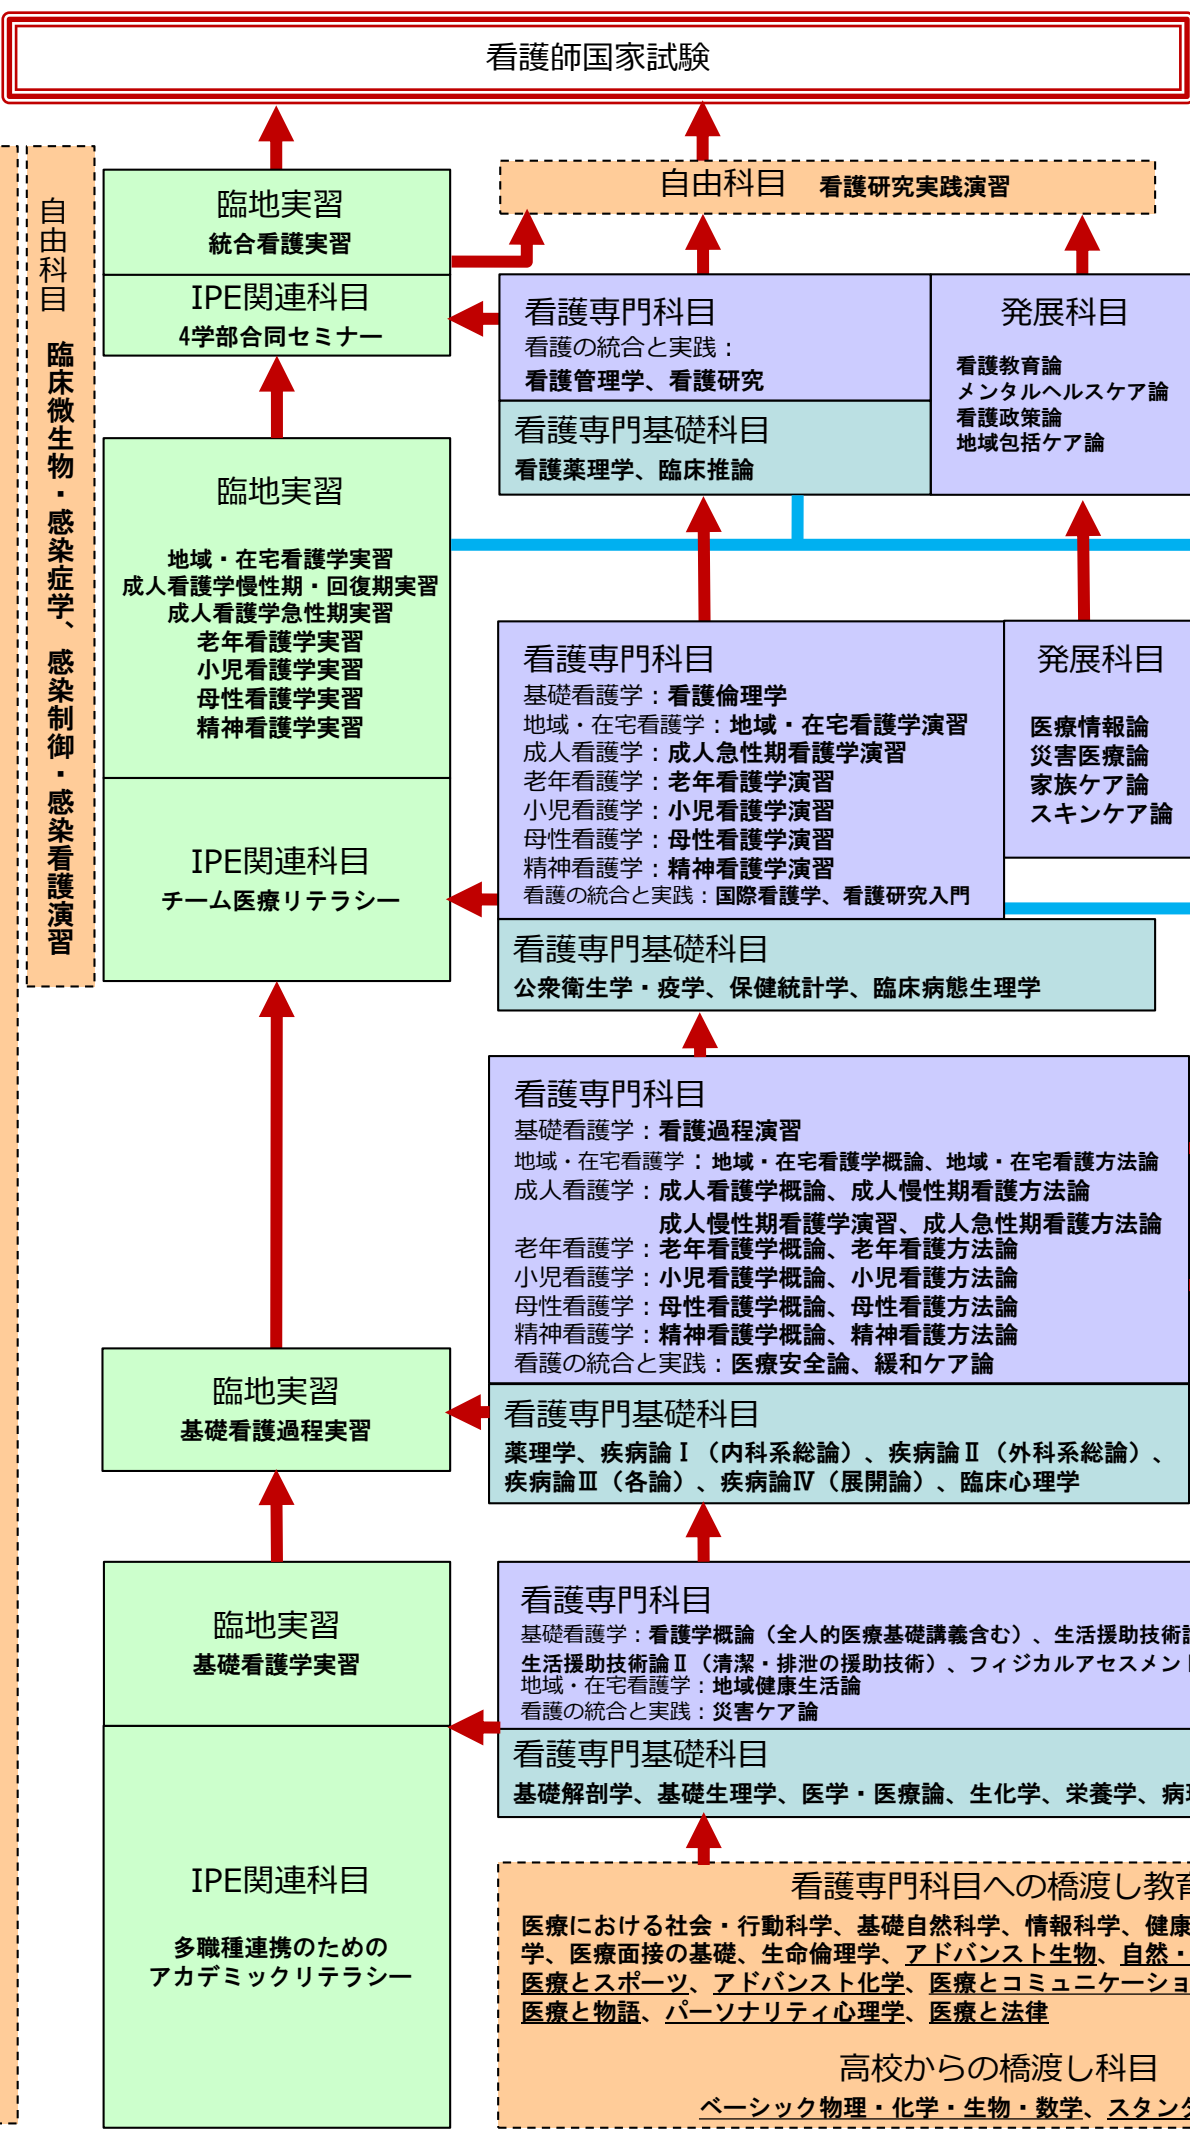 看護師国家試験
自由科目 看護研究実践演習
自由科目 臨床微生物・感染症学、感染制御・感染看護演習
臨地実習
統合看護実習
IPE関連科目
4学部合同セミナー
看護専門科目
看護の統合と実践：
看護管理学、看護研究
看護専門基礎科目
看護薬理学、臨床推論
発展科目
看護教育論
メンタルヘルスケア論
看護政策論
地域包括ケア論
臨地実習
地域・在宅看護学実習
成人看護学慢性期・回復期実習
成人看護学急性期実習
老年看護学実習
小児看護学実習
母性看護学実習
精神看護学実習
IPE関連科目
チーム医療リテラシー
看護専門科目
基礎看護学：看護倫理学
地域・在宅看護学：地域・在宅看護学演習
成人看護学：成人急性期看護学演習
老年看護学：老年看護学演習
小児看護学：小児看護学演習
母性看護学：母性看護学演習
精神看護学：精神看護学演習
看護の統合と実践：国際看護学、看護研究入門
看護専門基礎科目
公衆衛生学・疫学、保健統計学、臨床病態生理学
発展科目
医療情報論
災害医療論
家族ケア論
スキンケア論
看護専門科目
基礎看護学：看護過程演習
地域・在宅看護学：地域・在宅看護学概論、地域・在宅看護方法論
成人看護学：成人看護学概論、成人慢性期看護方法論
成人慢性期看護学演習、成人急性期看護方法論
老年看護学：老年看護学概論、老年看護方法論
小児看護学：小児看護学概論、小児看護方法論
母性看護学：母性看護学概論、母性看護方法論
精神看護学：精神看護学概論、精神看護方法論
看護の統合と実践：医療安全論、緩和ケア論
看護専門基礎科目
薬理学、疾病論Ⅰ（内科系総論）、疾病論Ⅱ（外科系総論）、
疾病論Ⅲ（各論）、疾病論Ⅳ（展開論）、臨床心理学
臨地実習
基礎看護過程実習
臨地実習
基礎看護学実習
IPE関連科目
多職種連携のための
アカデミックリテラシー
看護専門科目
基礎看護学：看護学概論（全人的医療基礎講義含む）、生活援助技術
生活援助技術論Ⅱ（清潔・排泄の援助技術）、フィジカルアセスメント
地域・在宅看護学：地域健康生活論
看護の統合と実践：災害ケア論
看護専門基礎科目
基礎解剖学、基礎生理学、医学・医療論、生化学、栄養学、病
看護専門科目への橋渡し教育
医療における社会・行動科学、基礎自然科学、情報科学、健康
学、医療面接の基礎、生命倫理学、アドバンスト生物、自然・
医療とスポーツ、アドバンスト化学、医療とコミュニケーショ
医療と物語、パーソナリティ心理学、医療と法律
高校からの橋渡し科目
ベーシック物理・化学・生物・数学、スタン